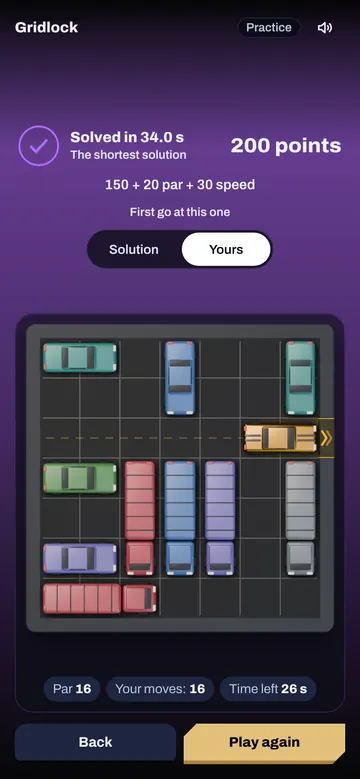 Gridlock
Practice
Solved in 34.0 s
The shortest solution
200 points
150 + 20 par + 30 speed
First go at this one
Solution
Yours
Par 16
Your moves: 16
Time left 26 s
Back
Play again